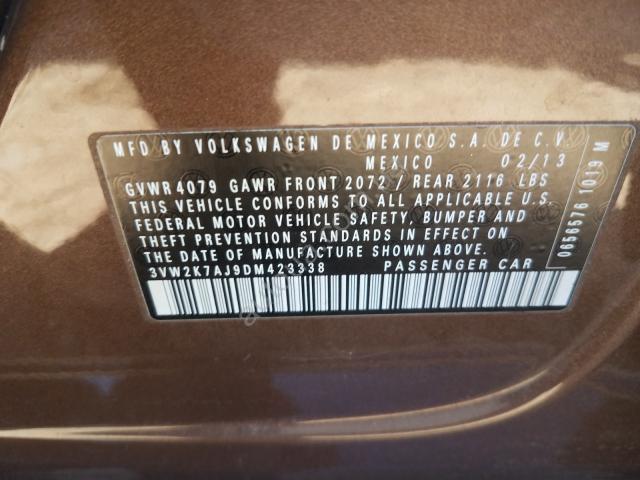 MFD BY VOLKSWAGEN DE MEXICO S.A. DE C.V.
MEXICO 02/13
GVWR 4079 GAWR FRONT 2072 / REAR 2116 LBS
THIS VEHICLE CONFORMS TO ALL APPLICABLE U.S.
FEDERAL MOTOR VEHICLE SAFETY, BUMPER AND
THEFT PREVENTION STANDARDS IN EFFECT ON
THE DATE OF MANUFACTURE SHOWN ABOVE.
3VW2K7AJ9DM423338 PASSENGER CAR
0656576 1019 M